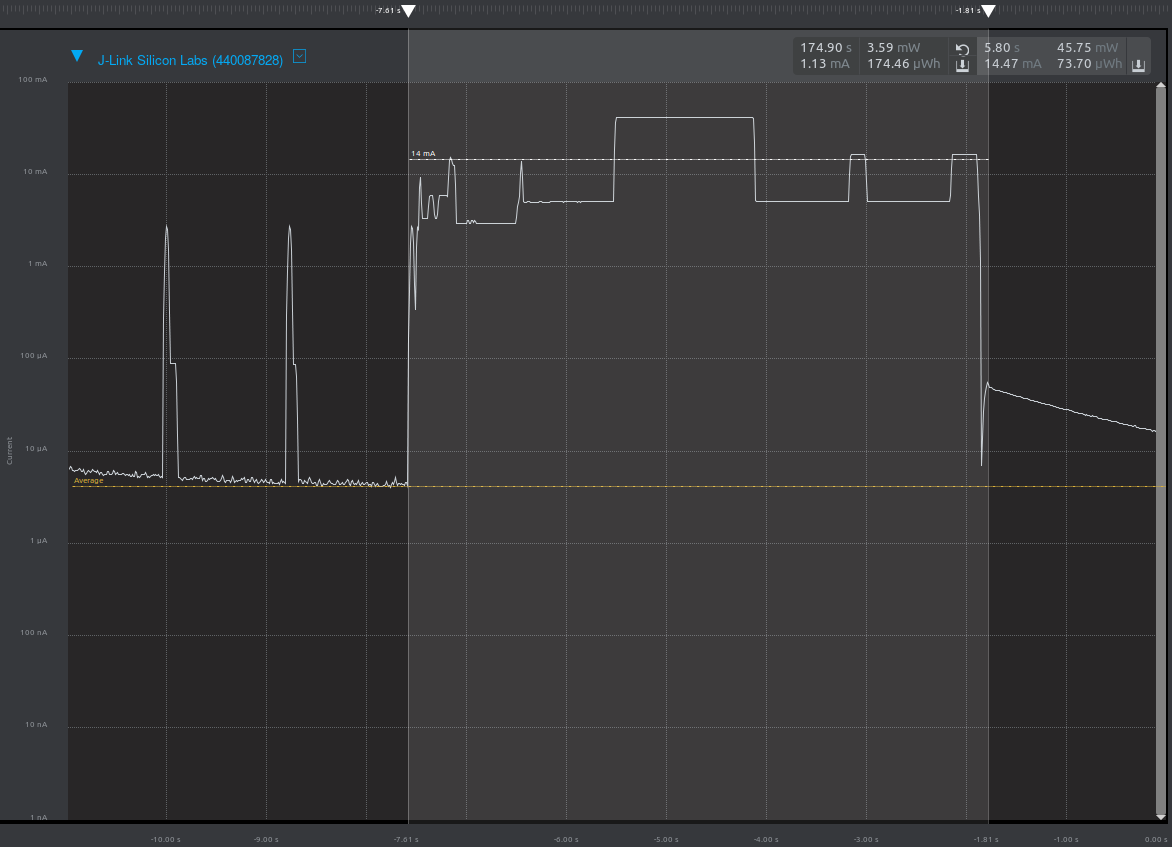 -7.61 s
-1.81 s
J-Link Silicon Labs (440087828)
174.90 s 3.59 mW 5.80 s 45.75 mW
1.13 mA 174.46 µWh 14.47 mA 73.70 µWh
100 mA
14 mA
10 mA
1 mA
100 µA
Current
10 µA
Average
1 µA
100 nA
10 nA
1 nA
-10.00 s -9.00 s -7.61 s -6.00 s -5.00 s -4.00 s -3.00 s -1.81 s -1.00 s 0.00 s